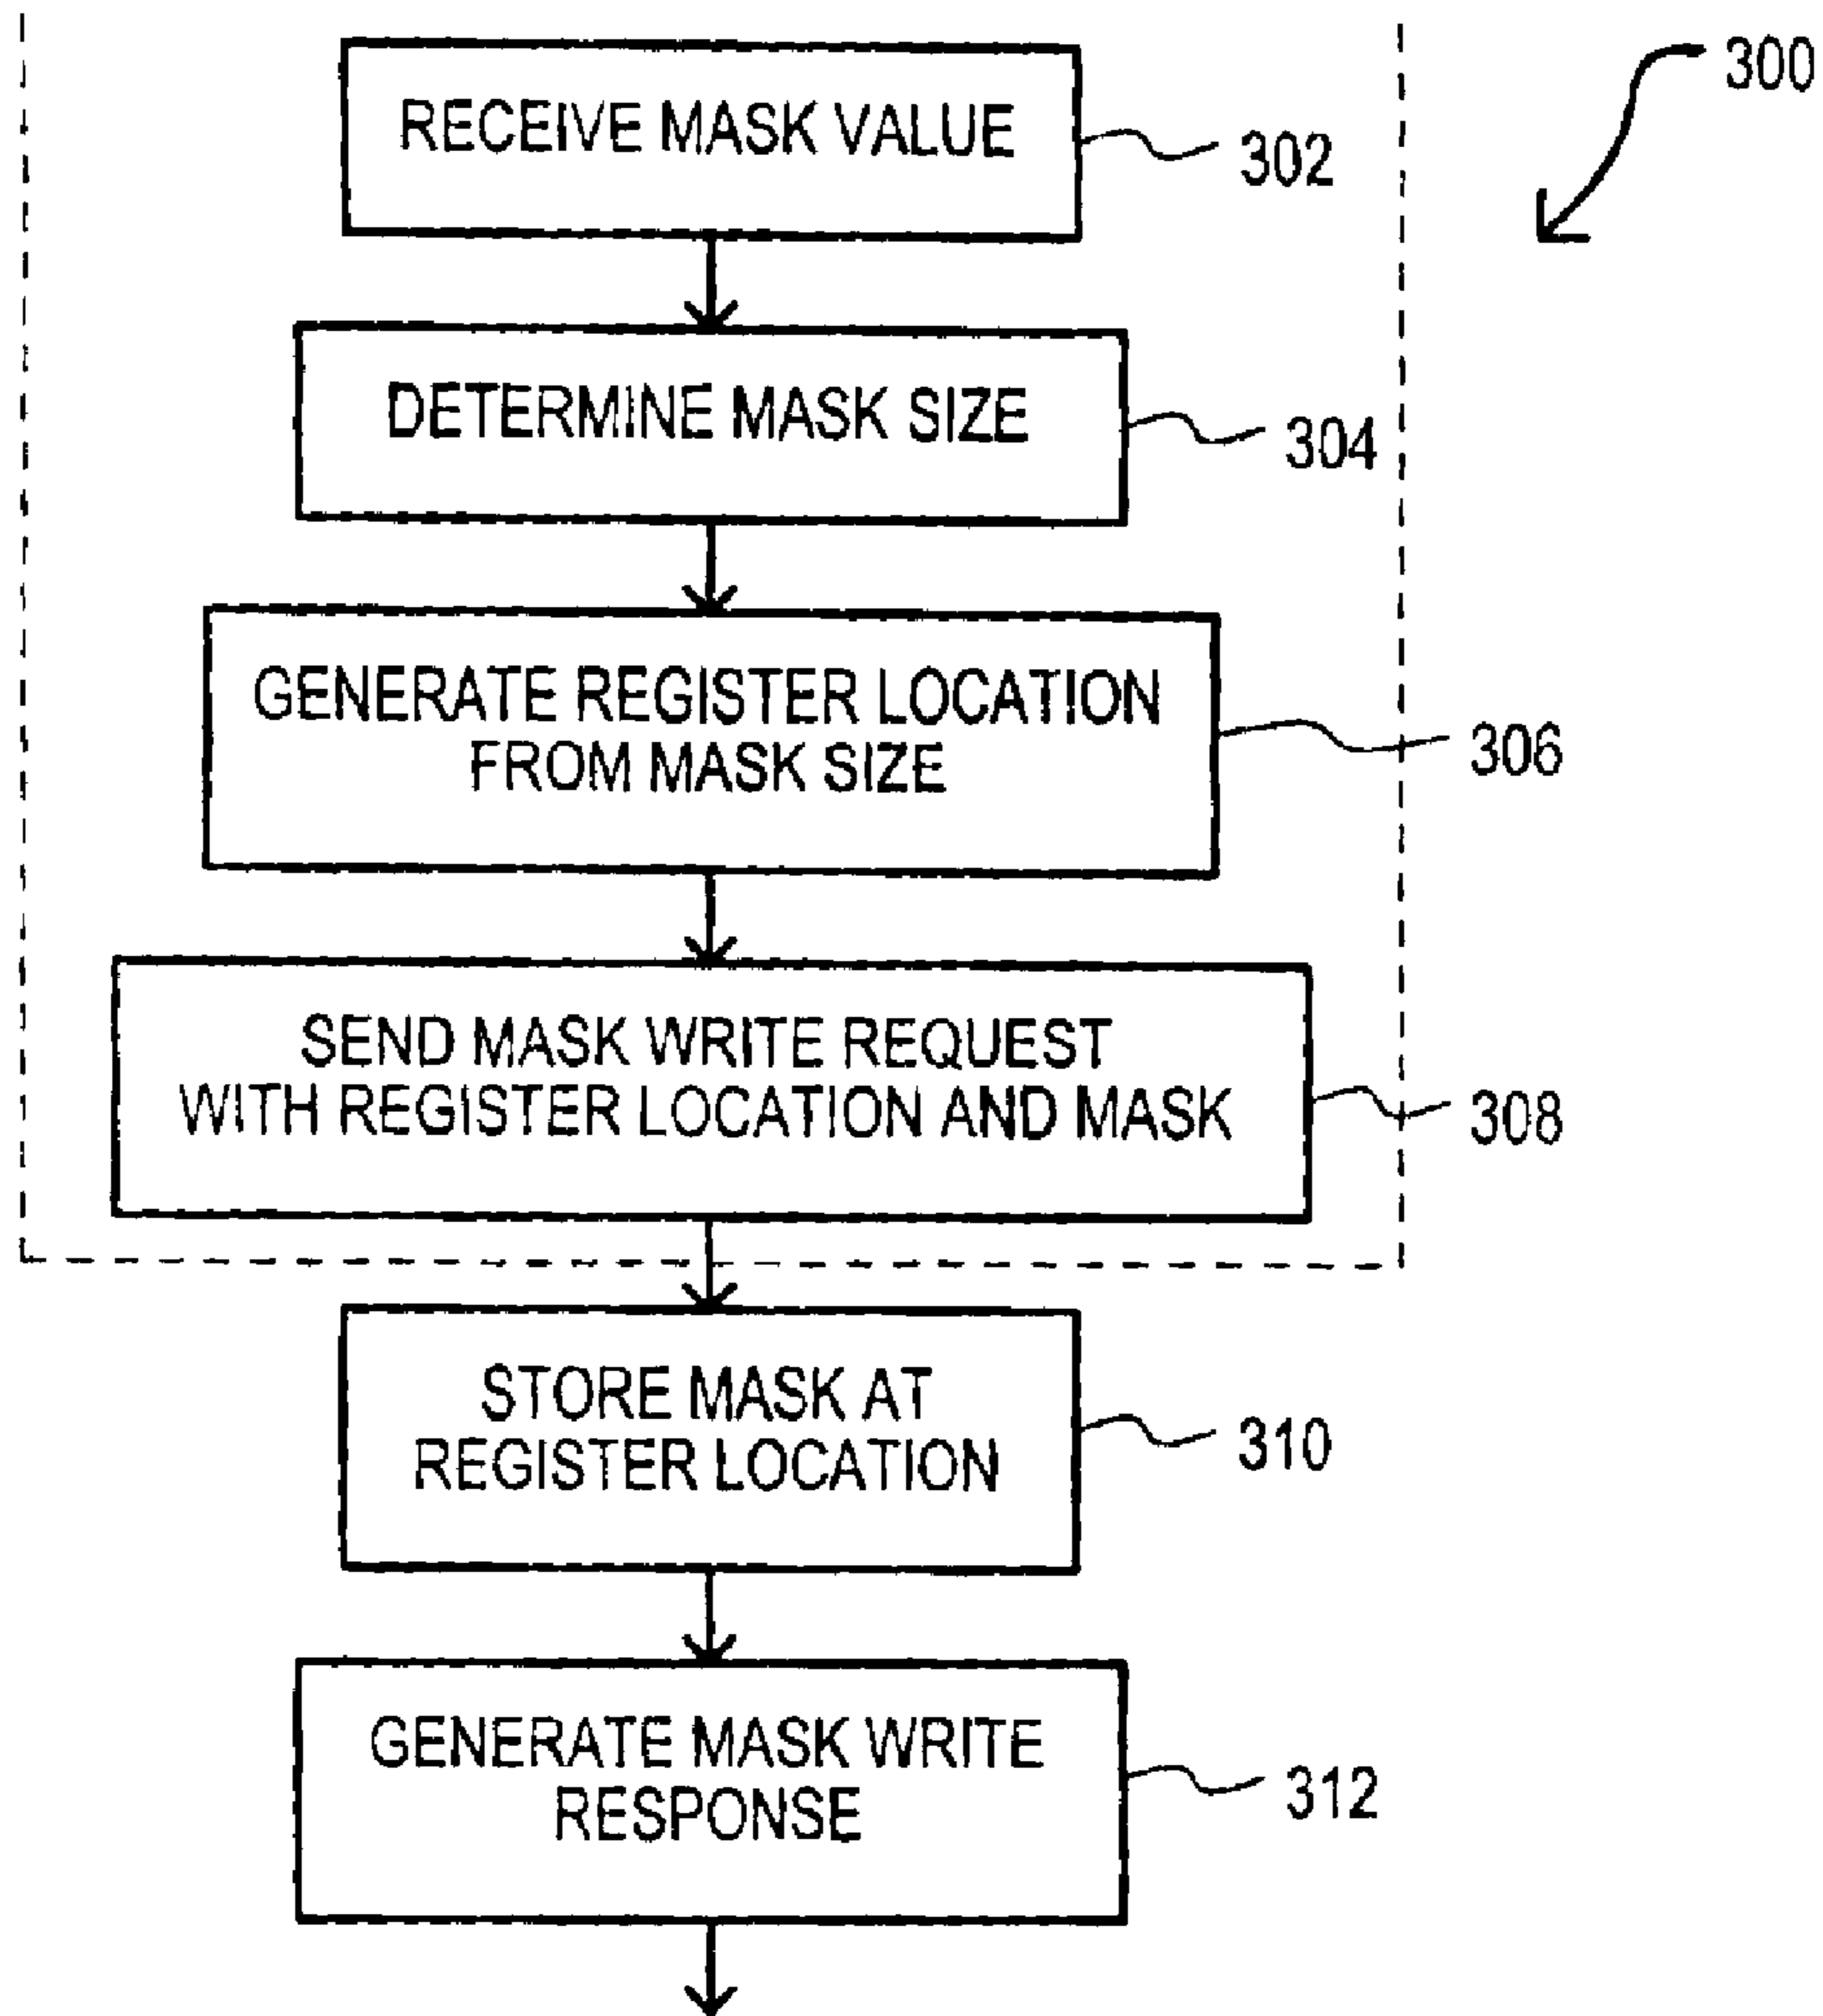 300
RECEIVE MASK VALUE
302
DETERMINE MASK SIZE
304
GENERATE REGISTER LOCATION
FROM MASK SIZE
306
SEND MASK WRITE REQUEST
WITH REGISTER LOCATION AND MASK
308
STORE MASK AT
REGISTER LOCATION
310
GENERATE MASK WRITE
RESPONSE
312